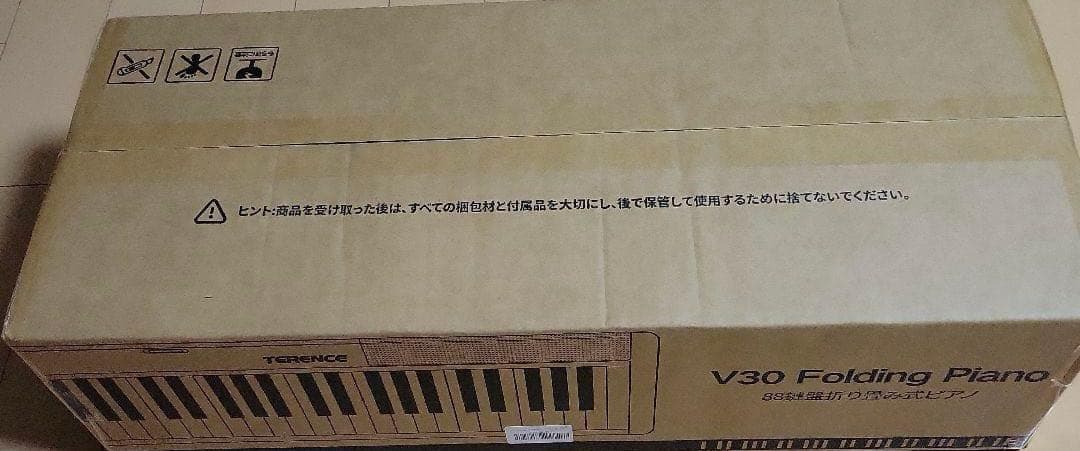 ヒント:商品を受け取った後は、すべての梱包材と付属品を大切にし、後で保管して使用するために捨てないでください。
TERENCE
V30 Folding Piano
88鍵盤折り畳み式ピアノ